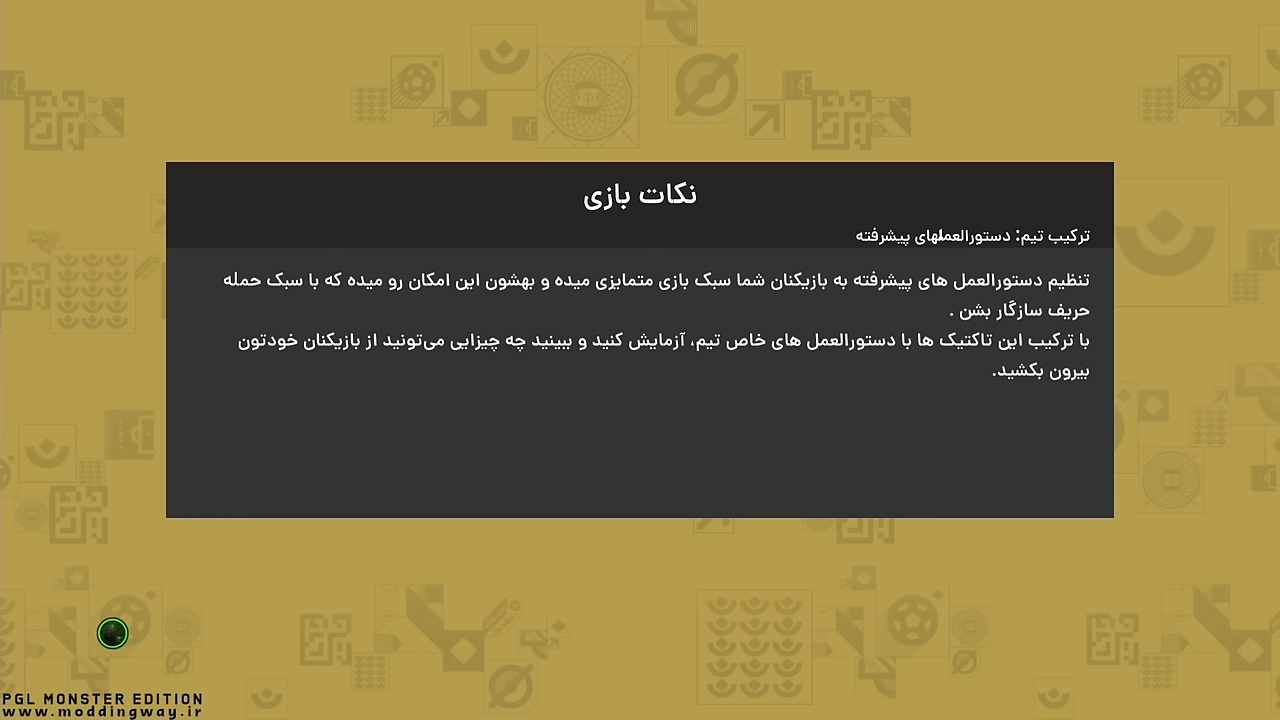 نکات بازی
ترکیب تیم: دستورالعملهای پیشرفته
تنظیم دستورالعمل های پیشرفته به بازیکنان شما سبک بازی متمایزی میده و بهشون این امکان رو میده که با سبک حمله
حریف سازگار بشن .
با ترکیب این تاکتیک ها با دستورالعمل های خاص تیم، آزمایش کنید و ببینید چه چیزایی می‌تونید از بازیکنان خودتون
بیرون بکشید.
PGL MONSTER EDITION
www.moddingway.ir